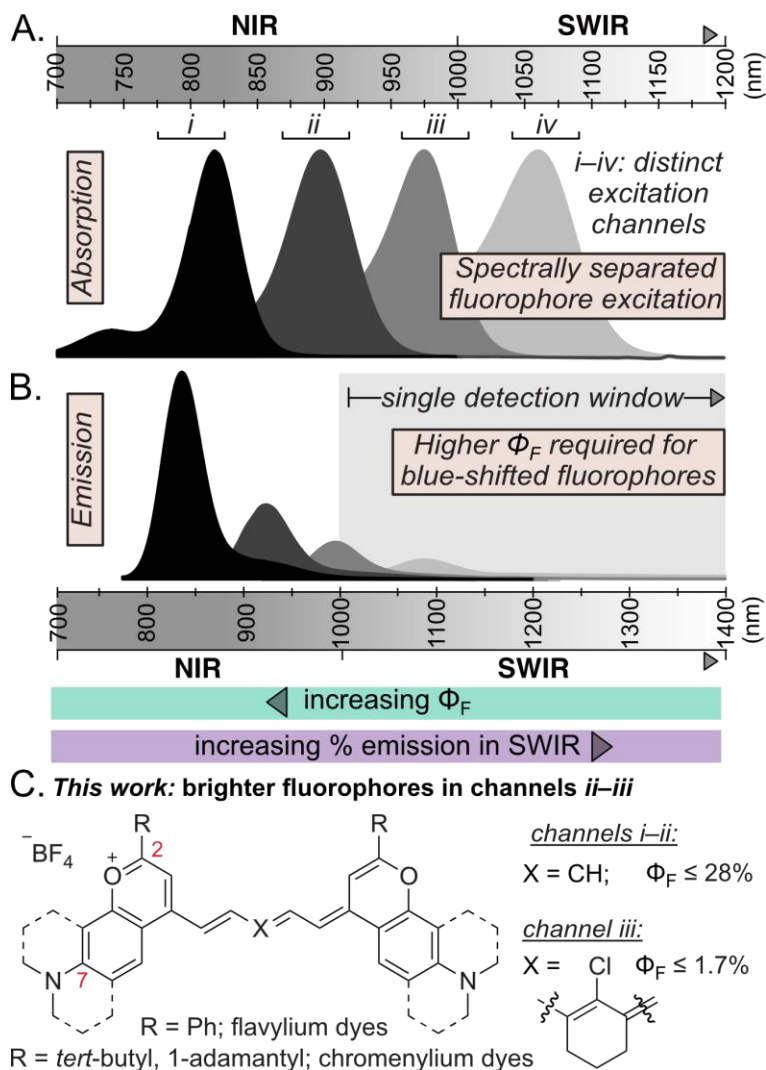 A.
NIR SWIR
700 750 800 850 900 950 1000 1050 1100 1150 1200 (nm)
i ii iii iv
Absorption
i–iv: distinct
excitation
channels
Spectrally separated
fluorophore excitation
B.
Emission
single detection window
Higher ΦF required for
blue-shifted fluorophores
700 800 900 1000 1100 1200 1300 1400 (nm)
NIR SWIR
increasing ΦF
increasing % emission in SWIR
C. This work: brighter fluorophores in channels ii–iii
R R
−BF4
+
O 2 O
X
7
N N
R = Ph; flavylium dyes
R = tert-butyl, 1-adamantyl; chromenylium dyes
channels i–ii:
X = CH; ΦF ≤ 28%
channel iii:
X = Cl ΦF ≤ 1.7%